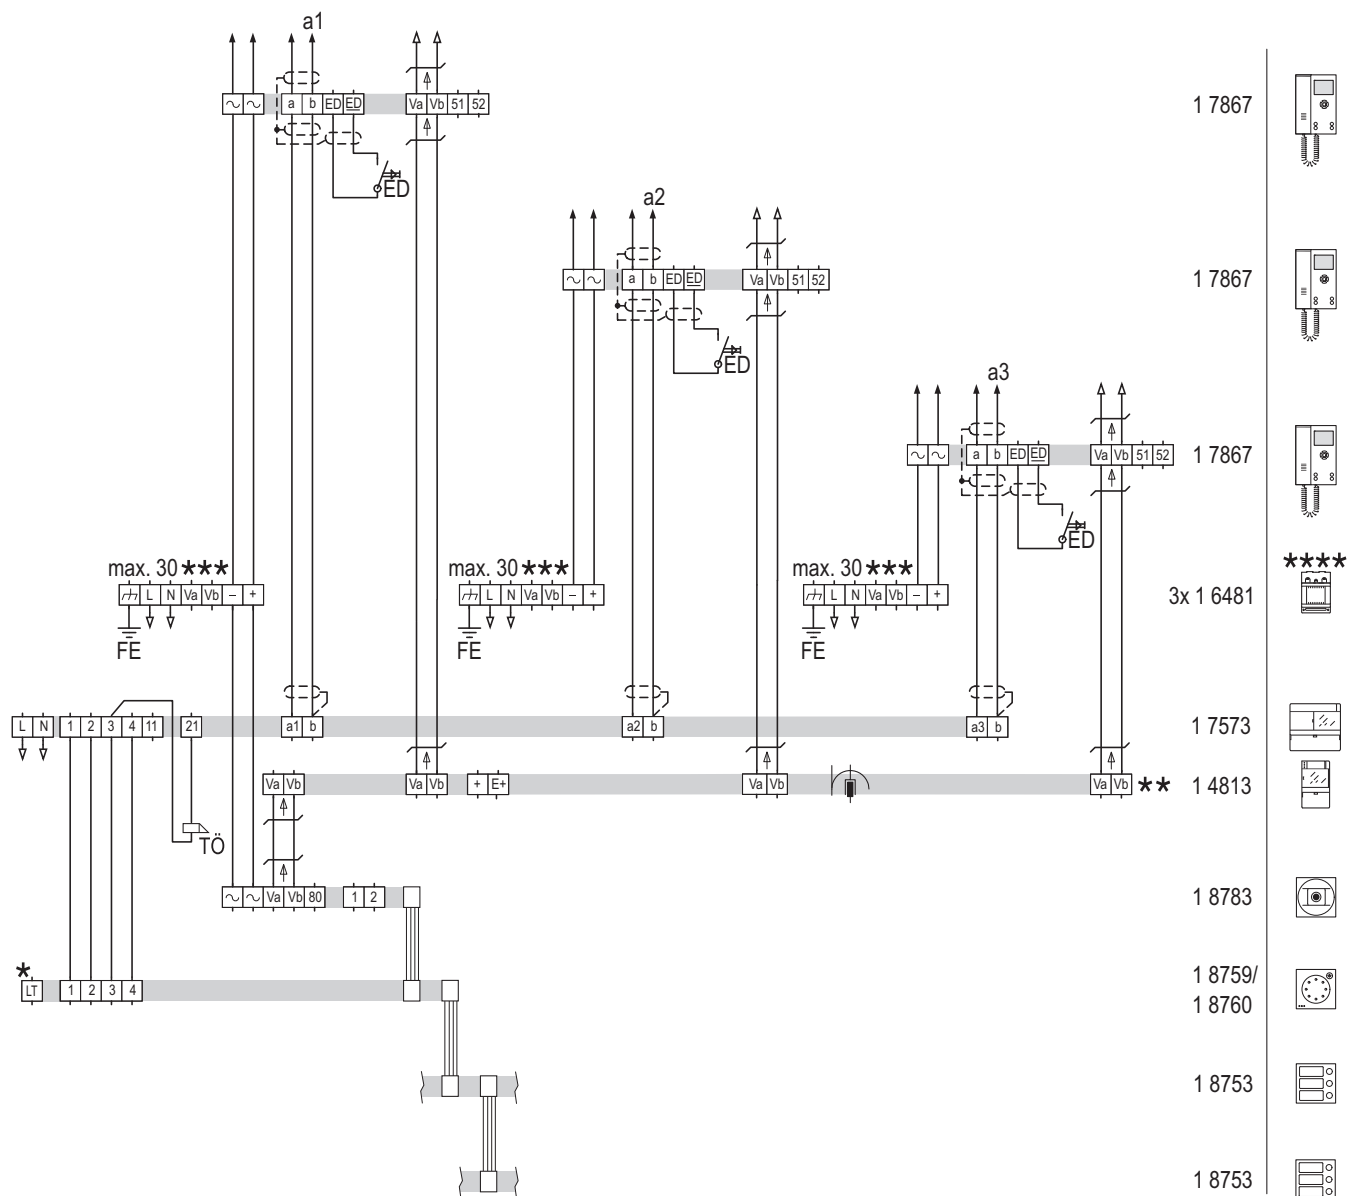 a1
~ ~ a b ED ED Va Vb 51 52 1 7867
ED
a2
~ ~ a b ED ED Va Vb 51 52 1 7867
ED
a3
~ ~ a b ED ED Va Vb 51 52 1 7867
ED
max. 30 *** max. 30 *** max. 30 *** ****
L N Va Vb – + L N Va Vb – + L N Va Vb – + 3x 1 6481
FE FE FE
L N 1 2 3 4 11 21 a1 b a2 b a3 b 1 7573
Va Vb Va Vb + E+ Va Vb Va Vb ** 1 4813
TÖ
~ ~ Va Vb 80 1 2 1 8783
*
LT 1 2 3 4 1 8759/
1 8760
1 8753
1 8753